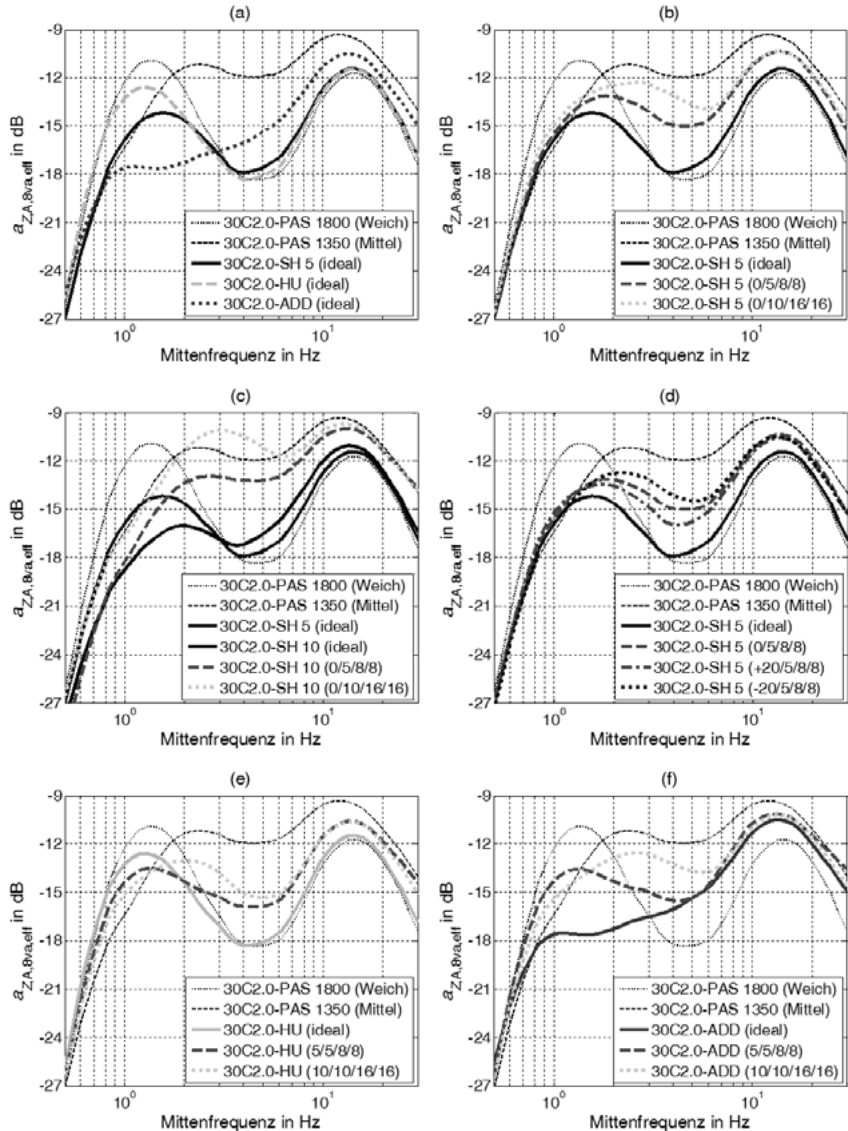 (a)
-9
-12
-15
-18
-21
-24
-27
a Z,A,8va,eff in dB
30C2.0-PAS 1800 (Weich)
30C2.0-PAS 1350 (Mittel)
30C2.0-SH 5 (ideal)
30C2.0-HU (ideal)
30C2.0-ADD (ideal)
10^0
10^1
Mittenfrequenz in Hz
(b)
-9
-12
-15
-18
-21
-24
-27
a Z,A,8va,eff in dB
30C2.0-PAS 1800 (Weich)
30C2.0-PAS 1350 (Mittel)
30C2.0-SH 5 (ideal)
30C2.0-SH 5 (0/5/8/8)
30C2.0-SH 5 (0/10/16/16)
10^0
10^1
Mittenfrequenz in Hz
(c)
-9
-12
-15
-18
-21
-24
-27
a Z,A,8va,eff in dB
30C2.0-PAS 1800 (Weich)
30C2.0-PAS 1350 (Mittel)
30C2.0-SH 5 (ideal)
30C2.0-SH 10 (ideal)
30C2.0-SH 10 (0/5/8/8)
30C2.0-SH 10 (0/10/16/16)
10^0
10^1
Mittenfrequenz in Hz
(d)
-9
-12
-15
-18
-21
-24
-27
a Z,A,8va,eff in dB
30C2.0-PAS 1800 (Weich)
30C2.0-PAS 1350 (Mittel)
30C2.0-SH 5 (ideal)
30C2.0-SH 5 (0/5/8/8)
30C2.0-SH 5 (+20/5/8/8)
30C2.0-SH 5 (-20/5/8/8)
10^0
10^1
Mittenfrequenz in Hz
(e)
-9
-12
-15
-18
-21
-24
-27
a Z,A,8va,eff in dB
30C2.0-PAS 1800 (Weich)
30C2.0-PAS 1350 (Mittel)
30C2.0-HU (ideal)
30C2.0-HU (5/5/8/8)
30C2.0-HU (10/10/16/16)
10^0
10^1
Mittenfrequenz in Hz
(f)
-9
-12
-15
-18
-21
-24
-27
a Z,A,8va,eff in dB
30C2.0-PAS 1800 (Weich)
30C2.0-PAS 1350 (Mittel)
30C2.0-ADD (ideal)
30C2.0-ADD (5/5/8/8)
30C2.0-ADD (10/10/16/16)
10^0
10^1
Mittenfrequenz in Hz